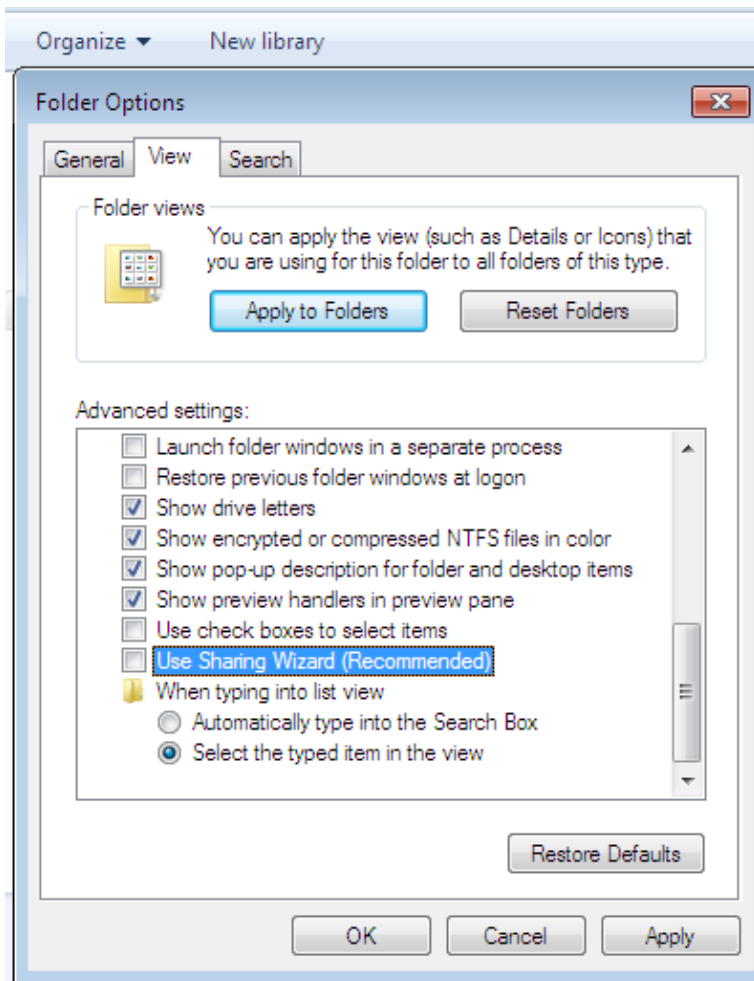 Organize New library
Folder Options
General View Search
Folder views
You can apply the view (such as Details or Icons) that
you are using for this folder to all folders of this type.
Apply to Folders Reset Folders
Advanced settings:
Launch folder windows in a separate process
Restore previous folder windows at logon
Show drive letters
Show encrypted or compressed NTFS files in color
Show pop-up description for folder and desktop items
Show preview handlers in preview pane
Use check boxes to select items
Use Sharing Wizard (Recommended)
When typing into list view
Automatically type into the Search Box
Select the typed item in the view
Restore Defaults
OK Cancel Apply